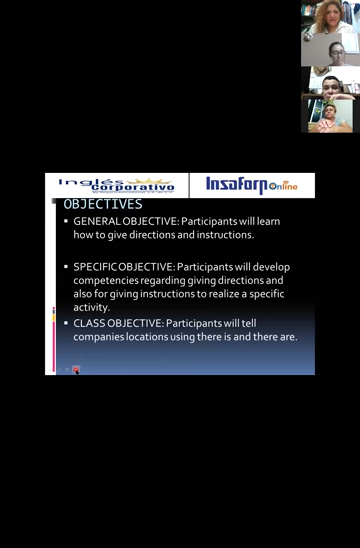 Inglés
Corporativo
Insaforp Online
OBJECTIVES
GENERAL OBJECTIVE: Participants will learn
how to give directions and instructions.
SPECIFIC OBJECTIVE: Participants will develop
competencies regarding giving directions and
also for giving instructions to realize a specific
activity.
CLASS OBJECTIVE: Participants will tell
companies locations using there is and there are.